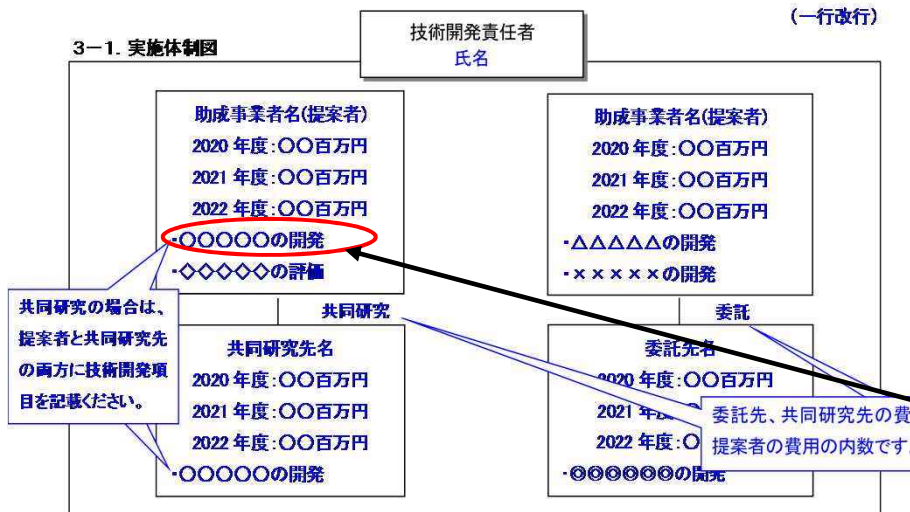 (一行改行)
3-1. 実施体制図
技術開発責任者
氏名
助成事業者名(提案者)
2020 年度:〇〇百万円
2021 年度:〇〇百万円
2022 年度:〇〇百万円
・〇〇〇〇〇の開発
・◇◇◇◇◇の評価
助成事業者名(提案者)
2020 年度:〇〇百万円
2021 年度:〇〇百万円
2022 年度:〇〇百万円
・△△△△△の開発
・×××××の開発
共同研究の場合は、
提案者と共同研究先
の両方に技術開発項
目を記載ください。
共同研究
委託
共同研究先名
2020 年度:〇〇百万円
2021 年度:〇〇百万円
2022 年度:〇〇百万円
・〇〇〇〇〇の開発
委託先名
2020 年度:〇〇百万円
2021 年度
2022 年度:〇
・◎◎◎◎◎◎の開発
委託先、共同研究先の費
提案者の費用の内数です